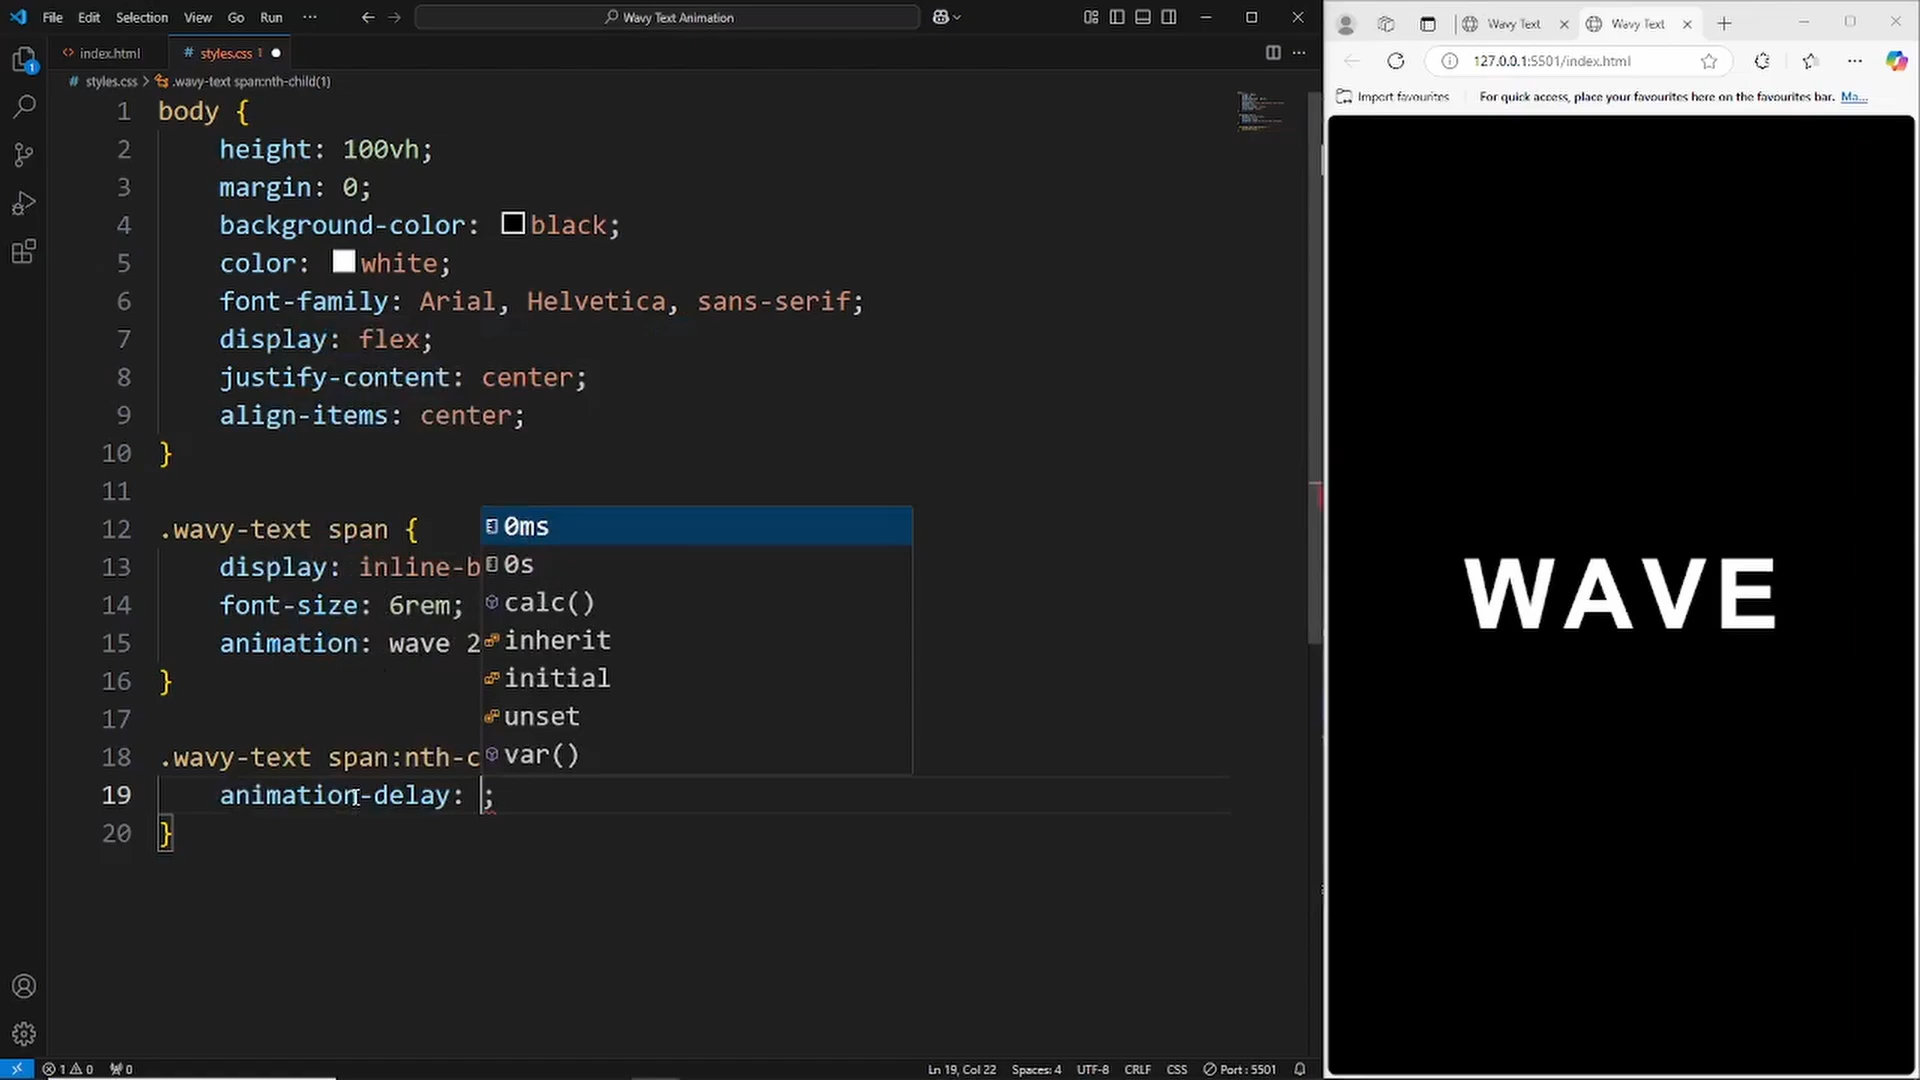 File Edit Selection View Go Run ···
Wavy Text Animation
index.html
styles.css 1
styles.css > .wavy-text span:nth-child(1)
1 body {
2 height: 100vh;
3 margin: 0;
4 background-color: black;
5 color: white;
6 font-family: Arial, Helvetica, sans-serif;
7 display: flex;
8 justify-content: center;
9 align-items: center;
10 }
11
12 .wavy-text span {
13 display: inline-b
14 font-size: 6rem;
15 animation: wave 2
16 }
17
18 .wavy-text span:nth-c
19 animation-delay: ;
20 }
0ms
0s
calc()
inherit
initial
unset
var()
1
1 0
0
Ln 19, Col 22 Spaces: 4 UTF-8 CRLF CSS Port : 5501
Wavy Text
Wavy Text
127.0.0.1:5501/index.html
Import favourites
For quick access, place your favourites here on the favourites bar. Ma...
WAVE